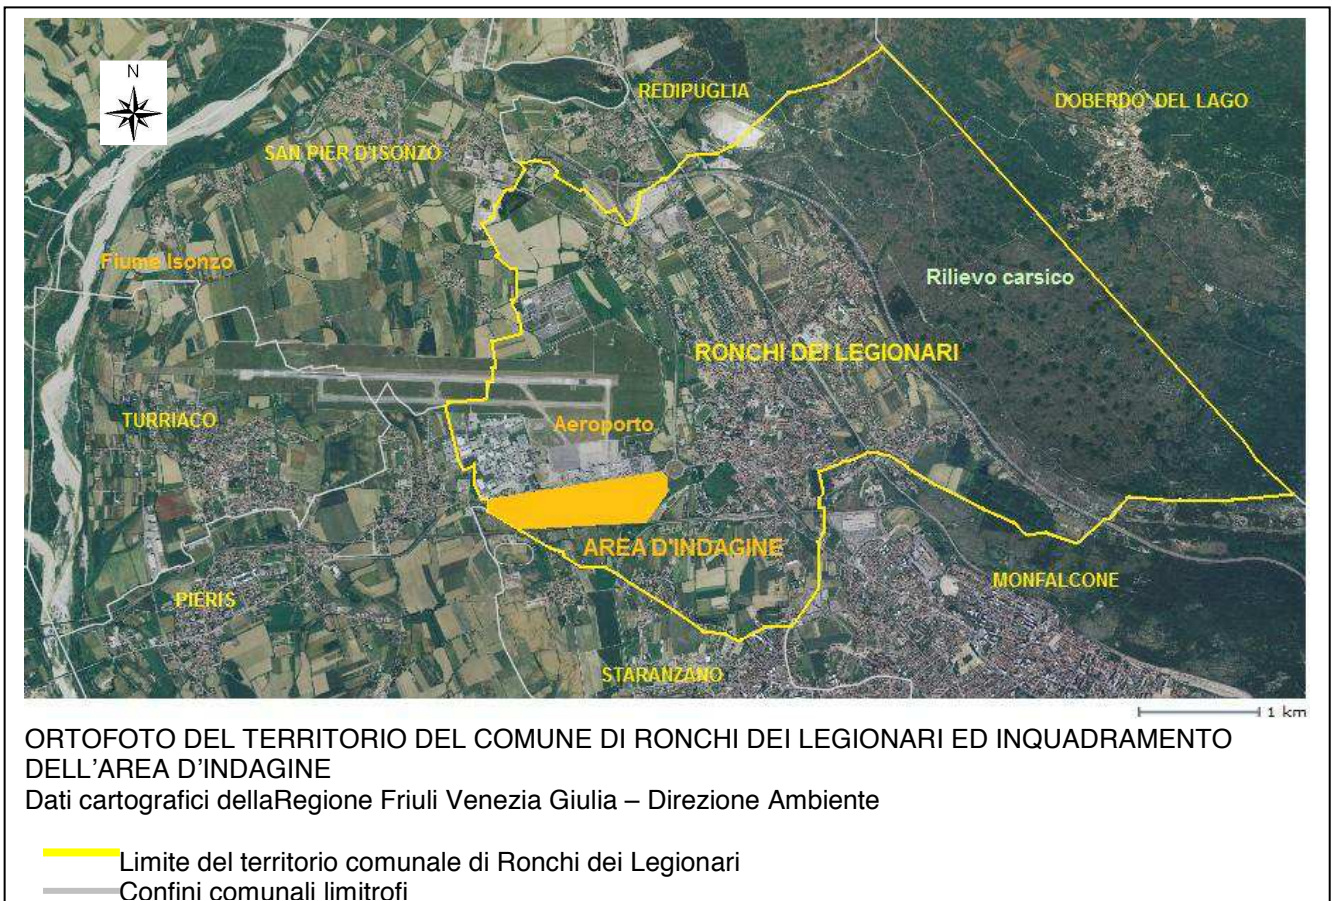 N
REDIPUGLIA
DOBERDO' DEL LAGO
SAN PIER D'ISONZO
Fiume Isonzo
Rilievo carsico
RONCHI DEI LEGIONARI
TURRIACO
Aeroporto
AREA D'INDAGINE
MONFALCONE
PIERIS
STARANZANO
1 km
ORTOFOTO DEL TERRITORIO DEL COMUNE DI RONCHI DEI LEGIONARI ED INQUADRAMENTO
DELL'AREA D'INDAGINE
Dati cartografici dellaRegione Friuli Venezia Giulia – Direzione Ambiente
Limite del territorio comunale di Ronchi dei Legionari
Confini comunali limitrofi